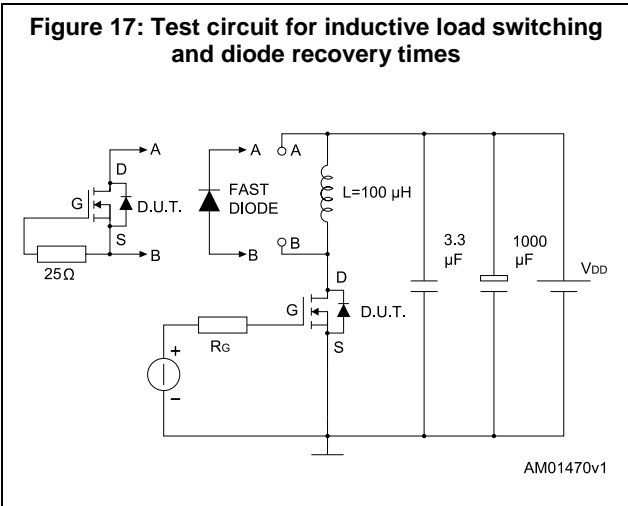 Figure 17: Test circuit for inductive load switching
and diode recovery times
A
D
G
D.U.T.
S
B
25Ω
A
FAST
DIODE
B
A
B
L=100 µH
D
G
D.U.T.
S
RG
+
–
3.3
µF
1000
µF
VDD
AM01470v1